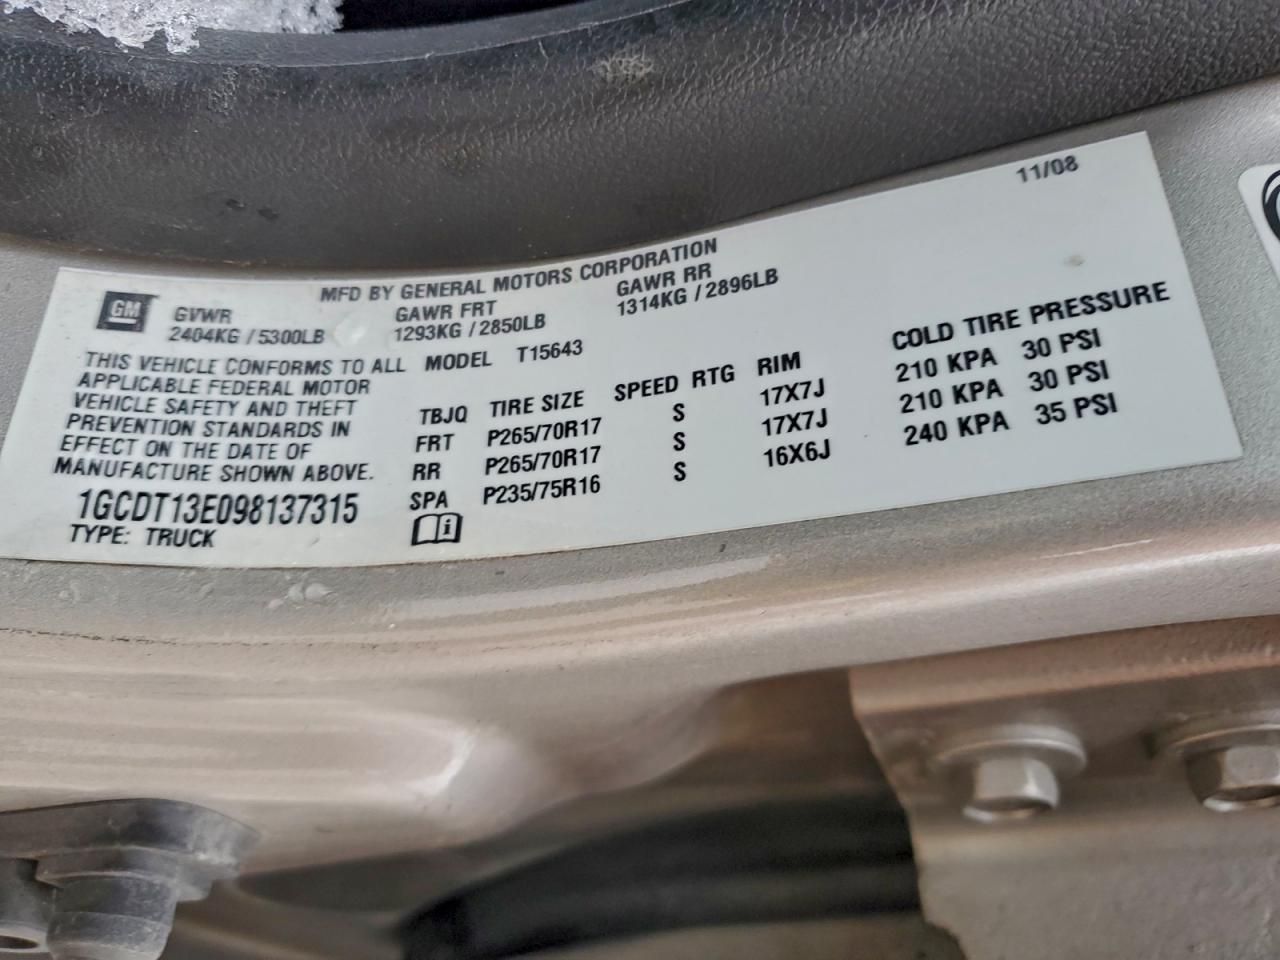 11/08
MFD BY GENERAL MOTORS CORPORATION
GM
GVWR GAWR FRT GAWR RR
2404KG / 5300LB 1293KG / 2850LB 1314KG / 2896LB
THIS VEHICLE CONFORMS TO ALL
APPLICABLE FEDERAL MOTOR
VEHICLE SAFETY AND THEFT
PREVENTION STANDARDS IN
EFFECT ON THE DATE OF
MANUFACTURE SHOWN ABOVE.
1GCDT13E098137315
TYPE: TRUCK
MODEL T15643
TBJQ TIRE SIZE SPEED RTG RIM COLD TIRE PRESSURE
FRT P265/70R17 S 17X7J 210 KPA 30 PSI
RR P265/70R17 S 17X7J 210 KPA 30 PSI
SPA P235/75R16 S 16X6J 240 KPA 35 PSI
i